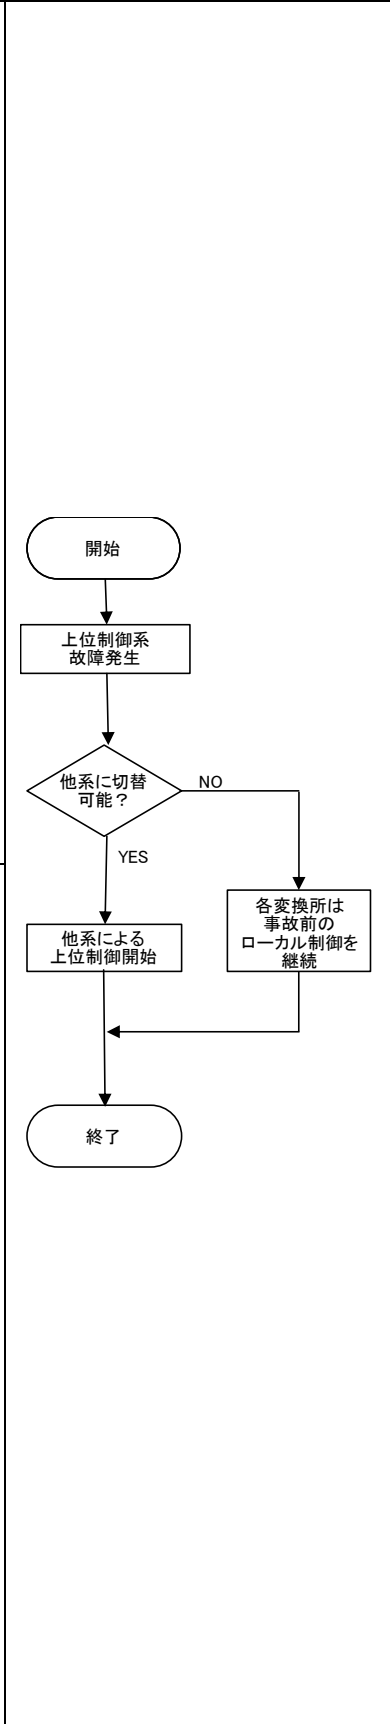 開始
上位制御系
故障発生
他系に切替
可能？
NO
YES
他系による
上位制御開始
各変換所は
事故前の
ローカル制御を
継続
終了